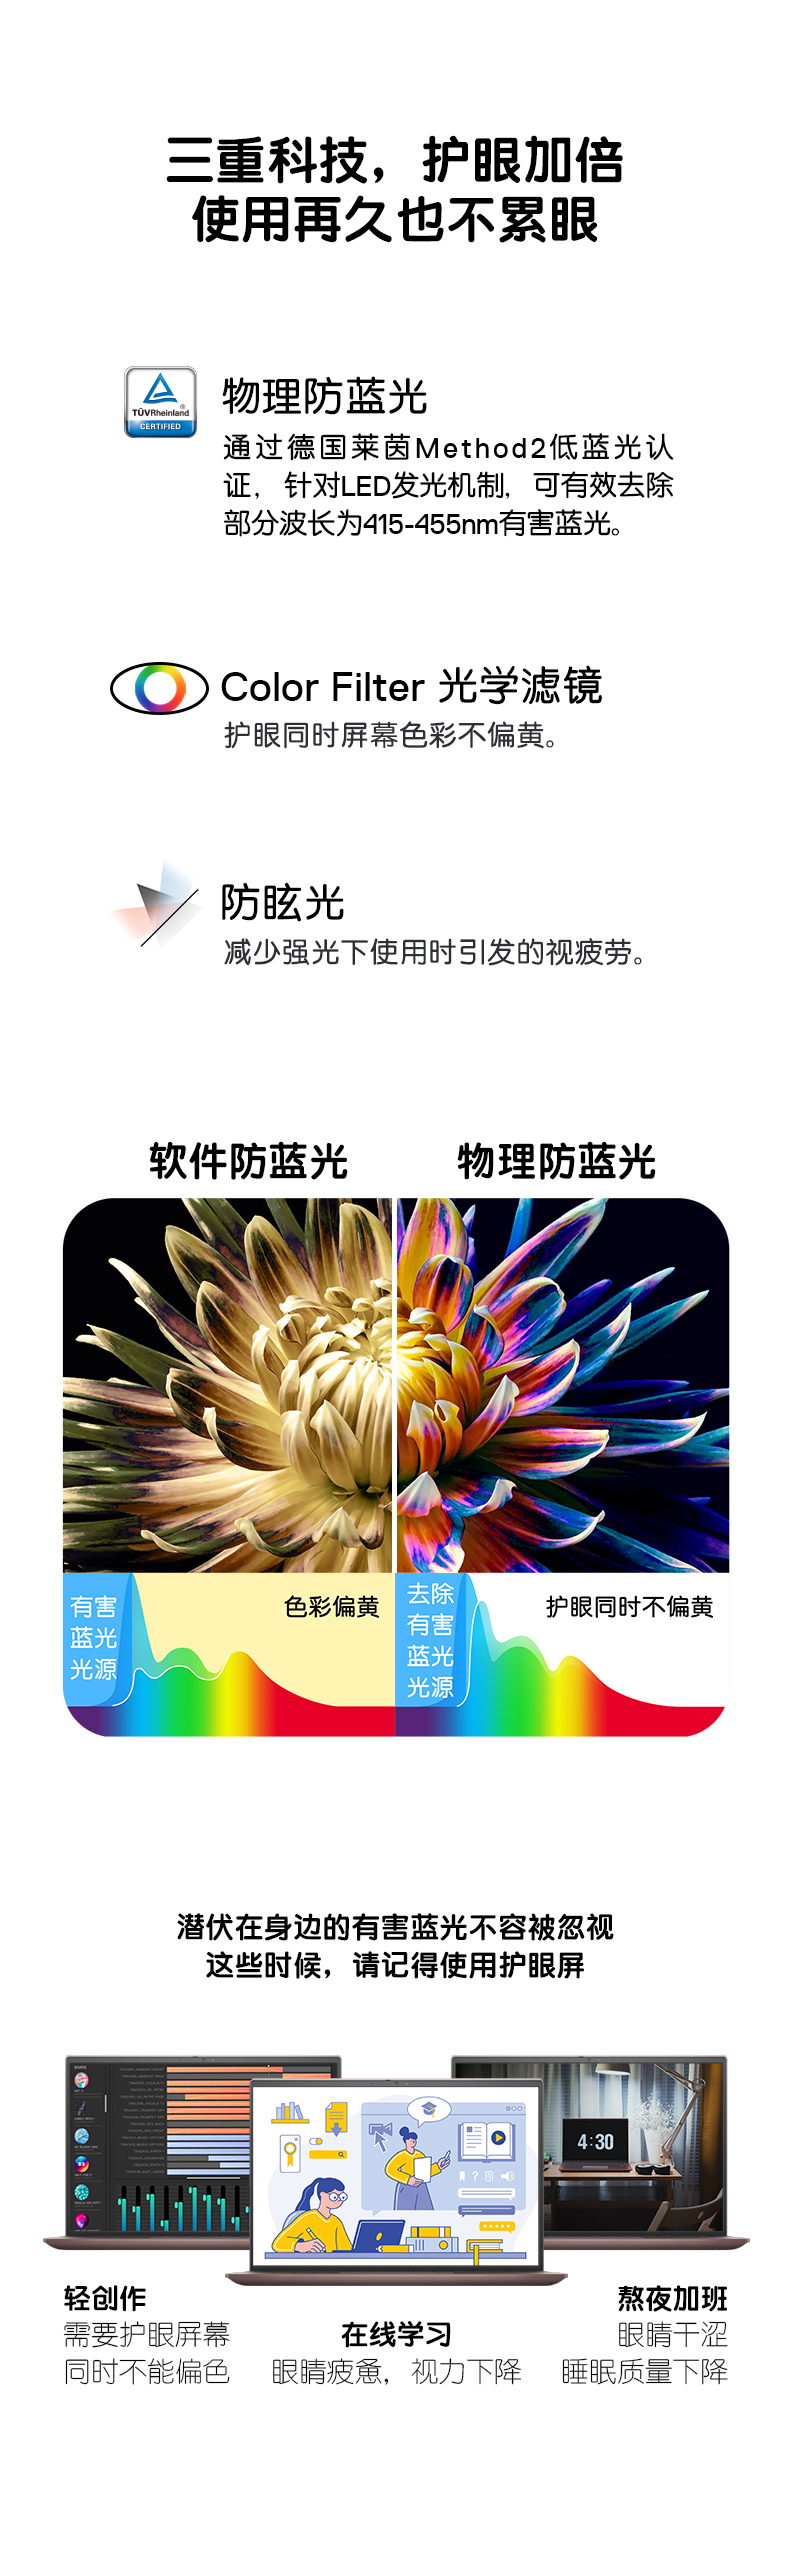 三重科技，护眼加倍
使用再久也不累眼
TÜVRheinland
CERTIFIED
物理防蓝光
通过德国莱茵Method2低蓝光认
证，针对LED发光机制，可有效去除
部分波长为415-455nm有害蓝光。
Color Filter 光学滤镜
护眼同时屏幕色彩不偏黄。
防眩光
减少强光下使用时引发的视疲劳。
软件防蓝光
物理防蓝光
有害
蓝光
光源
色彩偏黄
去除
有害
蓝光
光源
护眼同时不偏黄
潜伏在身边的有害蓝光不容被忽视
这些时候，请记得使用护眼屏
4:30
轻创作
需要护眼屏幕
同时不能偏色
在线学习
眼睛疲惫，视力下降
熬夜加班
眼睛干涩
睡眠质量下降